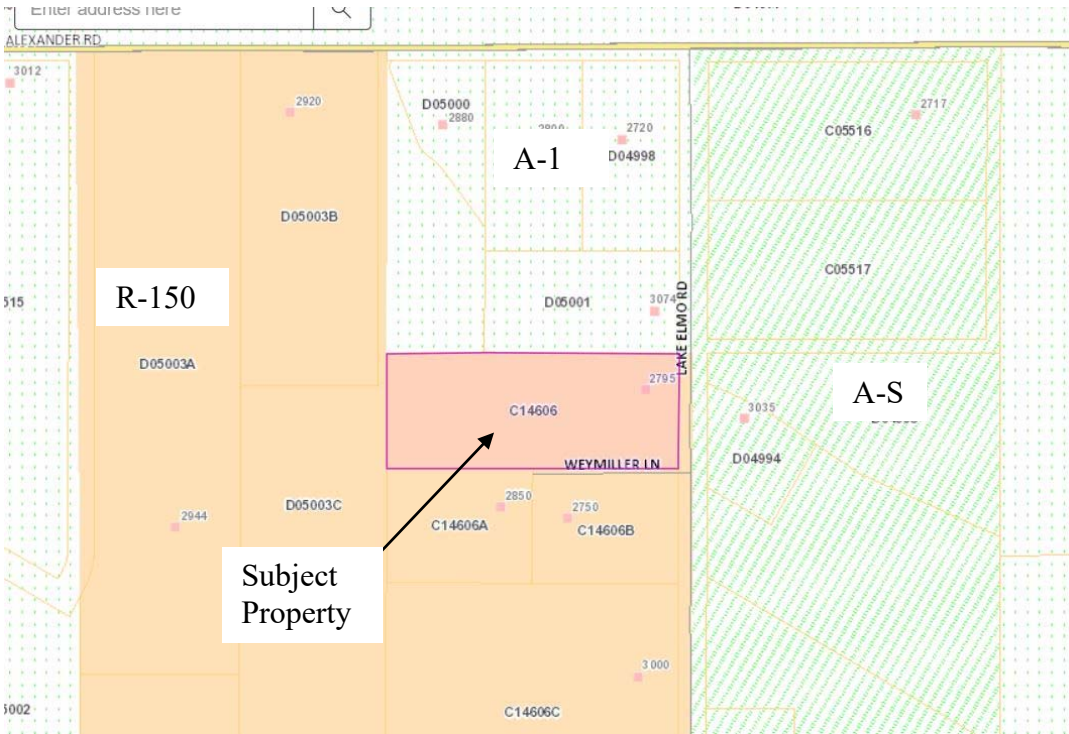 Enter address here
ALEXANDER RD
3012
2920
D05000
2880
2717
C05516
2720
D04998
A-1
D05003B
C05517
R-150
D05001
3074
LAKE ELMO RD
D05003A
2795
C14606
A-S
3035
WEYMILLER LN
D04994
2944
D05003C
2850
C14606A
2750
C14606B
Subject
Property
3000
C14606C